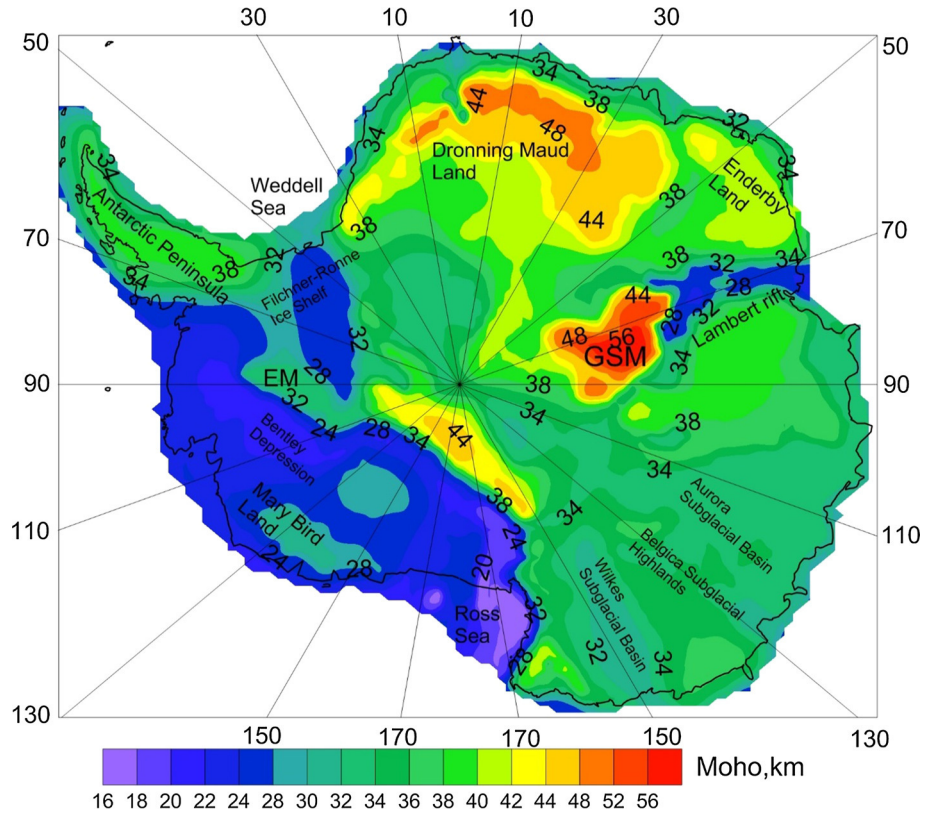 30 10 10 30
50 50
34
44
38
48
32
34
34
Dronning Maud
Land
Enderby
Land
34
Weddell
Sea
Antarctic Peninsula
38
44
38
70
70
38
32
34
38
32
34
Filchner-Ronne
Ice Shelf
28
44
28
32
Lambert rift
48
56
GSM
34
32
28
EM
90
90
38
32
34
38
24
28
34
44
Bentley
Depression
34
Aurora
Subglacial Basin
38
34
Mary Bird
Land
Belgica Subglacial
Highlands
110
110
24
24
28
20
Wilkes
Subglacial Basin
32
Ross
Sea
28
32
34
130
130
150 170 170 150
Moho,km
16 18 20 22 24 28 30 32 34 36 38 40 42 44 48 52 56